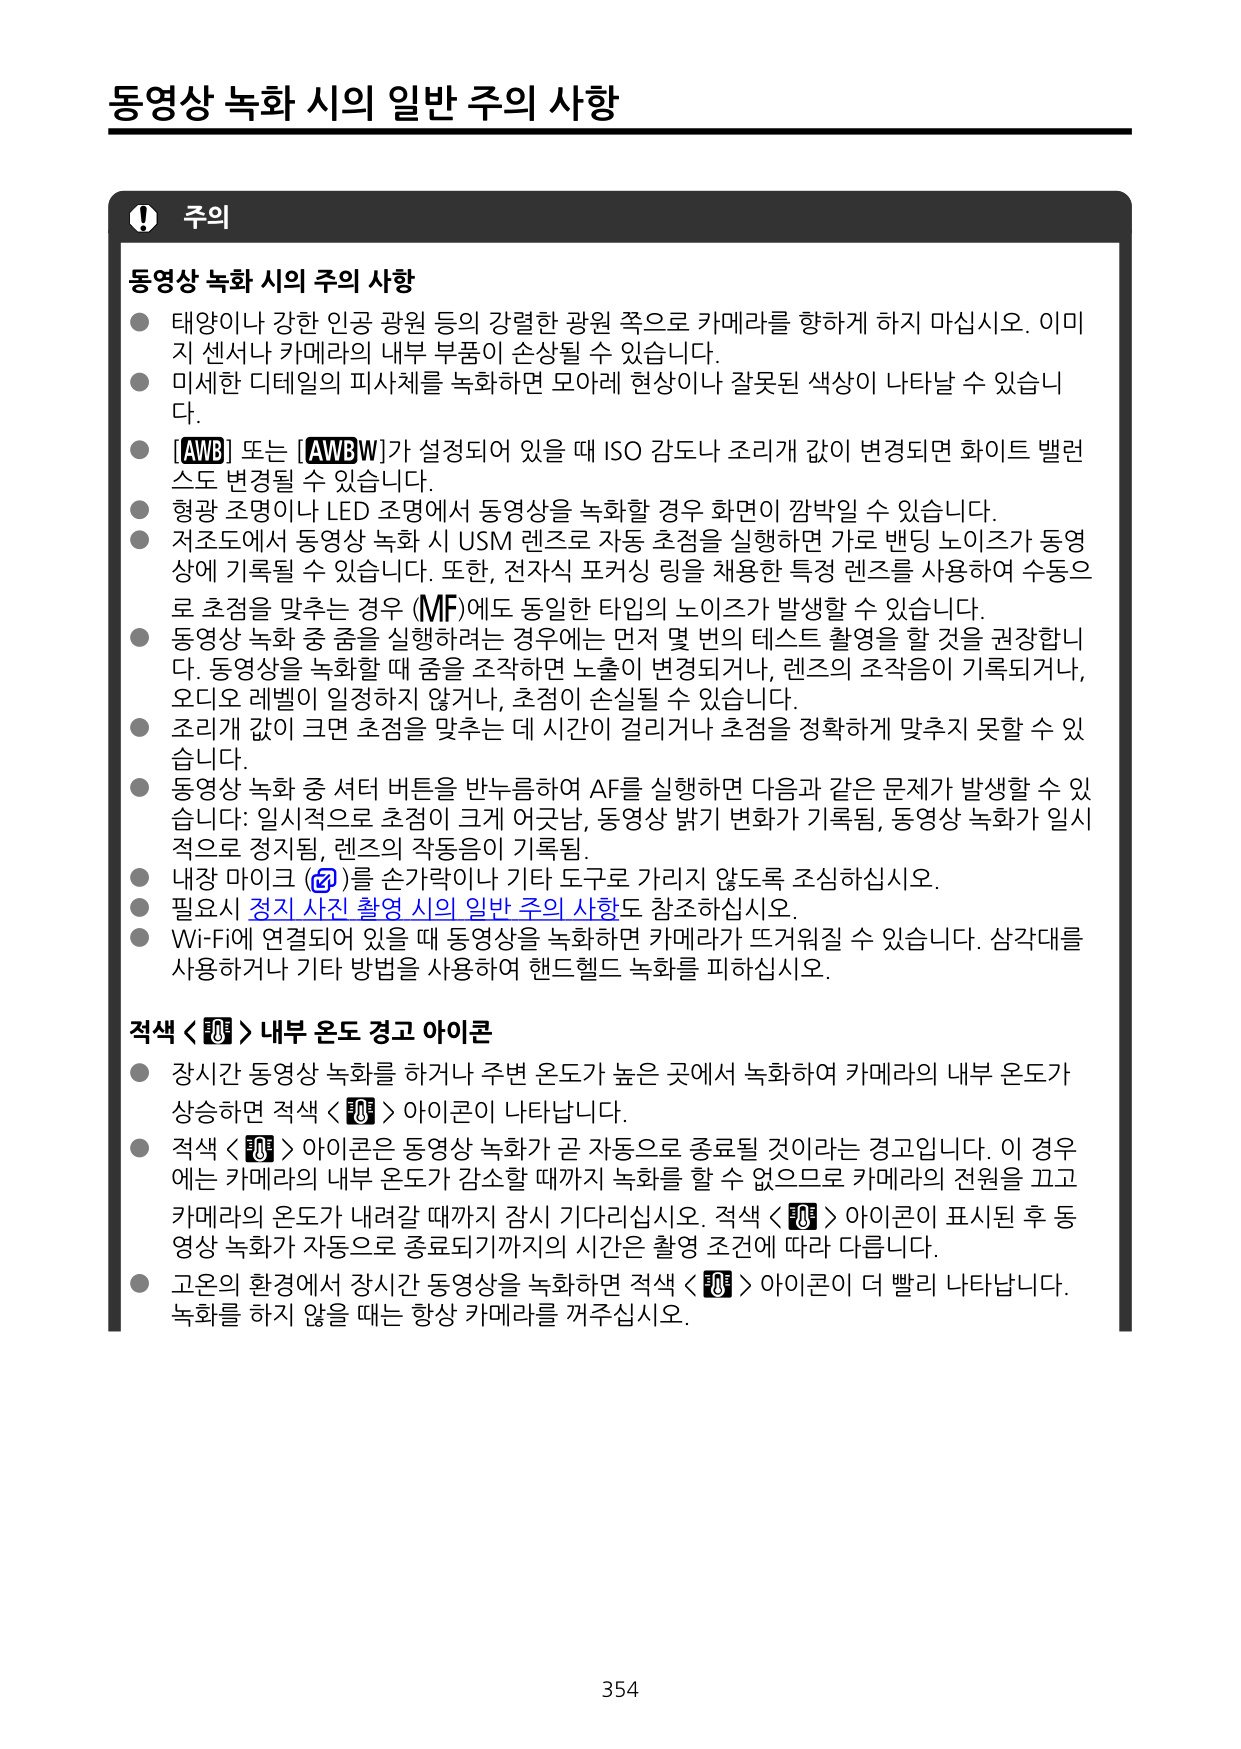 동영상 녹화 시의 일반 주의 사항
주의
동영상 녹화 시의 주의 사항
● 태양이나 강한 인공 광원 등의 강렬한 광원 쪽으로 카메라를 향하게 하지 마십시오. 이미
지 센서나 카메라의 내부 부품이 손상될 수 있습니다.
● 미세한 디테일의 피사체를 녹화하면 모아레 현상이나 잘못된 색상이 나타날 수 있습니
다.
● [AWB] 또는 [AWBW]가 설정되어 있을 때 ISO 감도나 조리개 값이 변경되면 화이트 밸런
스도 변경될 수 있습니다.
● 형광 조명이나 LED 조명에서 동영상을 녹화할 경우 화면이 깜박일 수 있습니다.
● 저조도에서 동영상 녹화 시 USM 렌즈로 자동 초점을 실행하면 가로 밴딩 노이즈가 동영
상에 기록될 수 있습니다. 또한, 전자식 포커싱 링을 채용한 특정 렌즈를 사용하여 수동으
로 초점을 맞추는 경우 (MF)에도 동일한 타입의 노이즈가 발생할 수 있습니다.
● 동영상 녹화 중 줌을 실행하려는 경우에는 먼저 몇 번의 테스트 촬영을 할 것을 권장합니
다. 동영상을 녹화할 때 줌을 조작하면 노출이 변경되거나, 렌즈의 조작음이 기록되거나,
오디오 레벨이 일정하지 않거나, 초점이 손실될 수 있습니다.
● 조리개 값이 크면 초점을 맞추는 데 시간이 걸리거나 초점을 정확하게 맞추지 못할 수 있
습니다.
● 동영상 녹화 중 셔터 버튼을 반누름하여 AF를 실행하면 다음과 같은 문제가 발생할 수 있
습니다: 일시적으로 초점이 크게 어긋남, 동영상 밝기 변화가 기록됨, 동영상 녹화가 일시
적으로 정지됨, 렌즈의 작동음이 기록됨.
● 내장 마이크 ( )를 손가락이나 기타 도구로 가리지 않도록 조심하십시오.
● 필요시 정지 사진 촬영 시의 일반 주의 사항도 참조하십시오.
● Wi-Fi에 연결되어 있을 때 동영상을 녹화하면 카메라가 뜨거워질 수 있습니다. 삼각대를
사용하거나 기타 방법을 사용하여 핸드헬드 녹화를 피하십시오.
적색 < > 내부 온도 경고 아이콘
● 장시간 동영상 녹화를 하거나 주변 온도가 높은 곳에서 녹화하여 카메라의 내부 온도가
상승하면 적색 < > 아이콘이 나타납니다.
● 적색 < > 아이콘은 동영상 녹화가 곧 자동으로 종료될 것이라는 경고입니다. 이 경우
에는 카메라의 내부 온도가 감소할 때까지 녹화를 할 수 없으므로 카메라의 전원을 끄고
카메라의 온도가 내려갈 때까지 잠시 기다리십시오. 적색 < > 아이콘이 표시된 후 동
영상 녹화가 자동으로 종료되기까지의 시간은 촬영 조건에 따라 다릅니다.
● 고온의 환경에서 장시간 동영상을 녹화하면 적색 < > 아이콘이 더 빨리 나타납니다.
녹화를 하지 않을 때는 항상 카메라를 꺼주십시오.
354